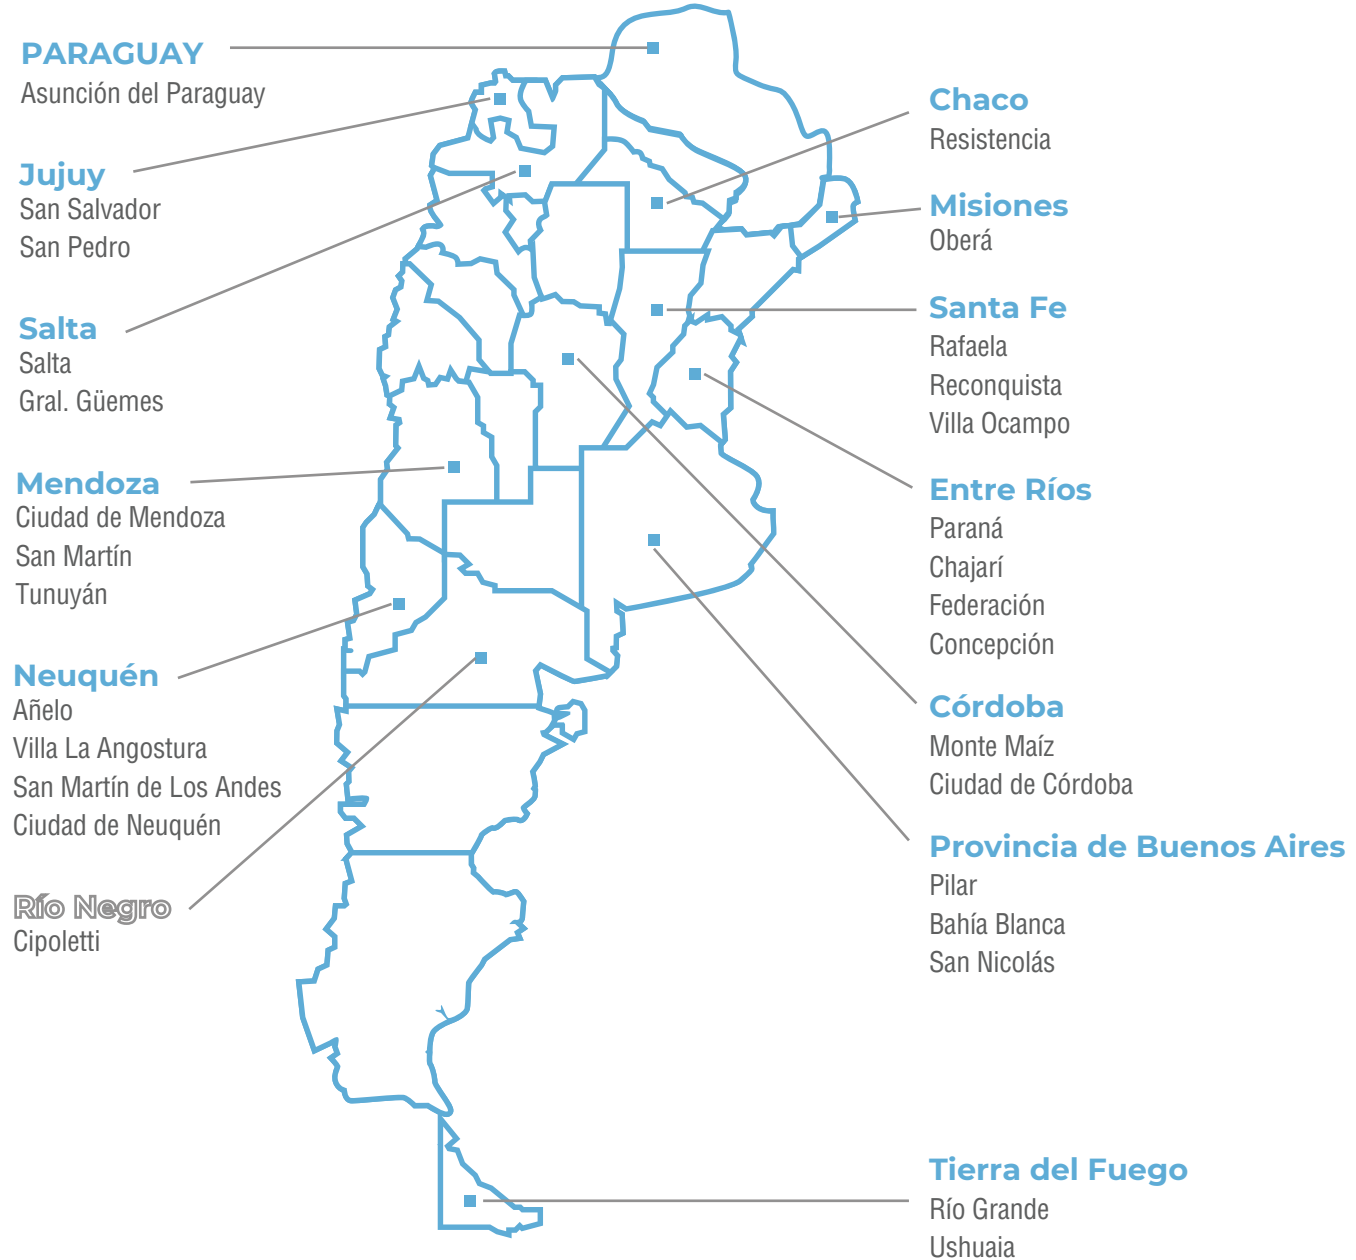 PARAGUAY
Asunción del Paraguay
Jujuy
San Salvador
San Pedro
Salta
Salta
Gral. Güemes
Mendoza
Ciudad de Mendoza
San Martín
Tunuyán
Neuquén
Añelo
Villa La Angostura
San Martín de Los Andes
Ciudad de Neuquén
Río Negro
Cipoletti
Chaco
Resistencia
Misiones
Oberá
Santa Fe
Rafaela
Reconquista
Villa Ocampo
Entre Ríos
Paraná
Chajarí
Federación
Concepción
Córdoba
Monte Maíz
Ciudad de Córdoba
Provincia de Buenos Aires
Pilar
Bahía Blanca
San Nicolás
Tierra del Fuego
Río Grande
Ushuaia